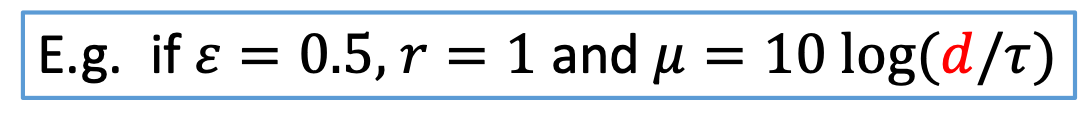 E.g. if ε = 0.5, r = 1 and μ = 10 log(d/τ)